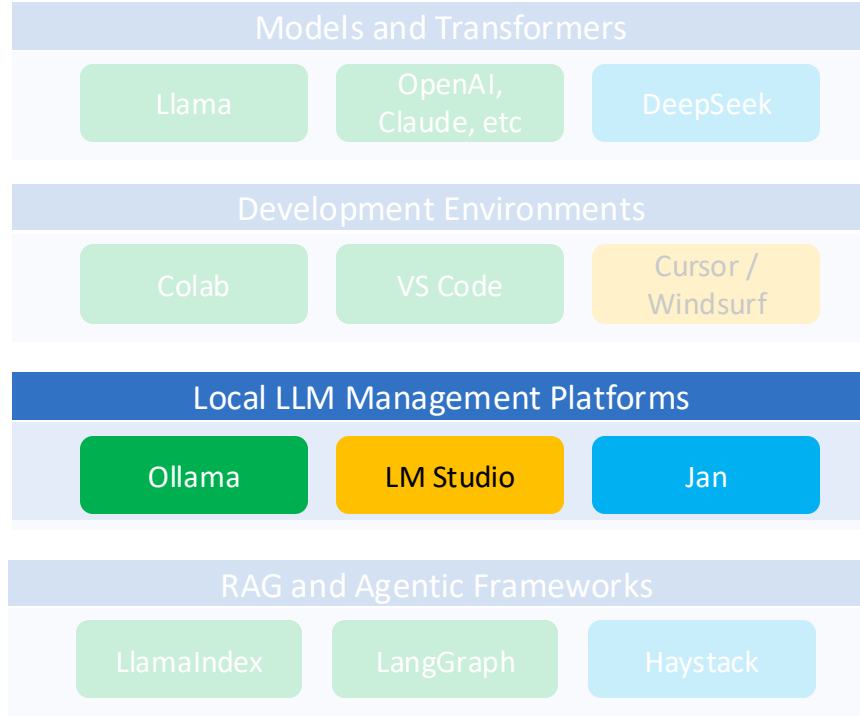 Models and Transformers
Llama
OpenAI,
Claude, etc
DeepSeek
Development Environments
Colab
VS Code
Cursor /
Windsurf
Local LLM Management Platforms
Ollama
LM Studio
Jan
RAG and Agentic Frameworks
LlamaIndex
LangGraph
Haystack